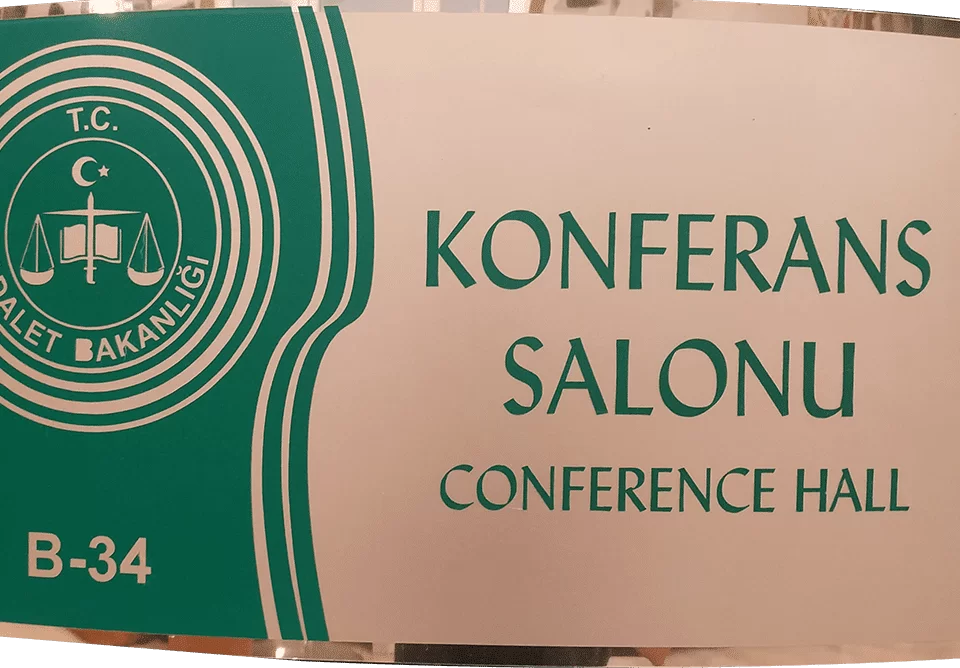 T.C.
DALET BAKANLIĞI
B-34
KONFERANS
SALONU
CONFERENCE HALL